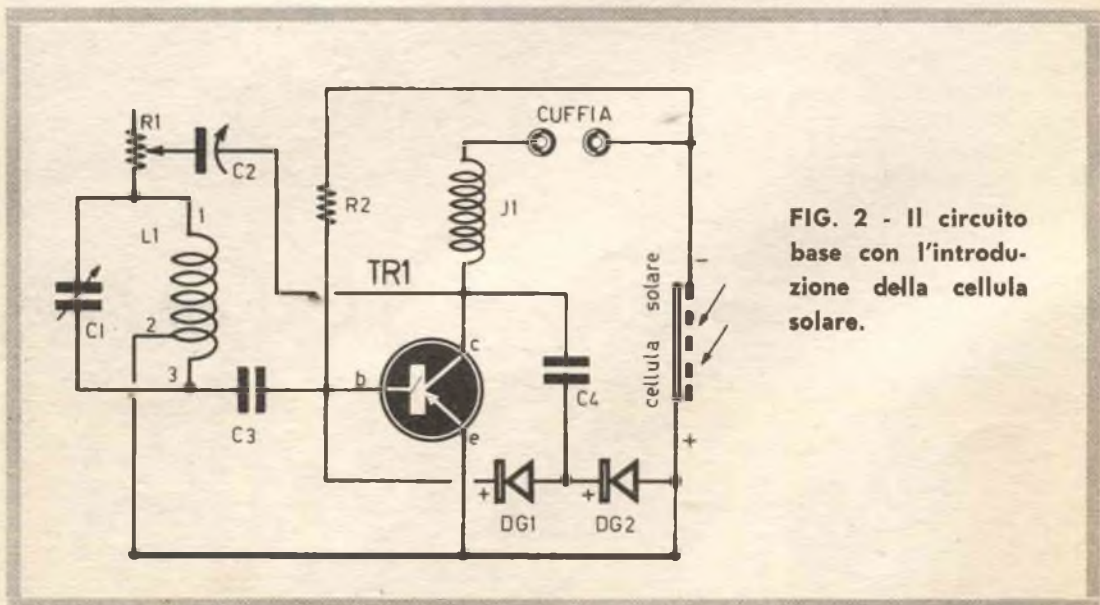 R1
C2
L1
1
2
3
C1
C3
R2
TR1
b
c
e
J1
CUFFIA
C4
cellula solare
-
+
+
DG1
+
DG2
FIG. 2 - Il circuito
base con l'introdu-
zione della cellula
solare.